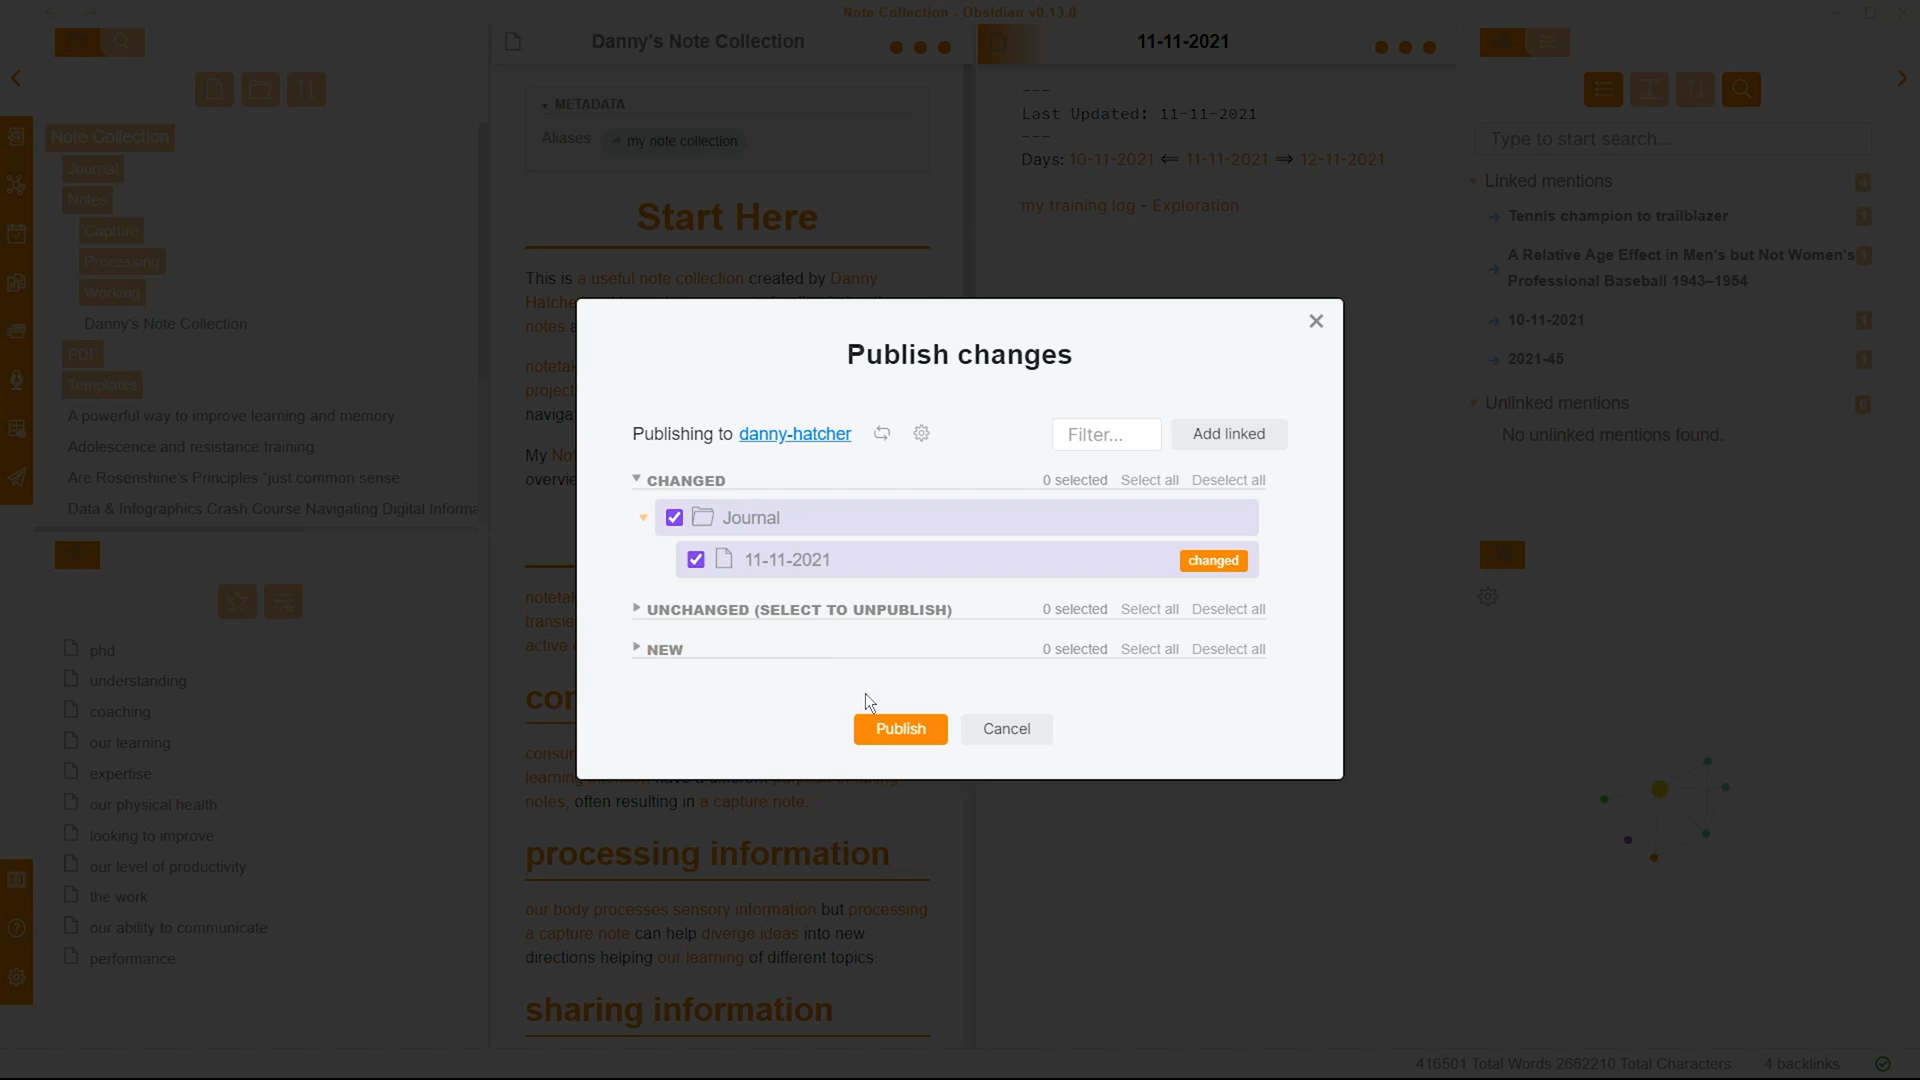 Note Collection - Obsidian v0.13.0
Danny's Note Collection
11-11-2021
Note Collection
Journal
Notes
Capture
Processing
Working
Danny's Note Collection
PDF
Templates
A powerful way to improve learning and memory
Adolescence and resistance training
Are Rosenshine's Principles "just common sense
Data & Infographics Crash Course Navigating Digital Informa
phd
understanding
coaching
our learning
expertise
our physical health
looking to improve
our level of productivity
the work
our ability to communicate
performance
METADATA
Aliases my note collection
Start Here
This is a useful note collection created by Danny
Hatche
notes a
notetak
project
naviga
My No
overvie
notetak
transie
active
con
consum
notes, often resulting in a capture note.
processing information
our body processes sensory information but processing
a capture note can help diverge ideas into new
directions helping our learning of different topics.
sharing information
---
Last Updated: 11-11-2021
---
Days: 10-11-2021 ⇐ 11-11-2021 ⇒ 12-11-2021
my training log - Exploration
Publish changes
Publishing to danny-hatcher
Filter...
Add linked
CHANGED 0 selected Select all Deselect all
Journal
11-11-2021 changed
UNCHANGED (SELECT TO UNPUBLISH) 0 selected Select all Deselect all
NEW 0 selected Select all Deselect all
Publish Cancel
Type to start search...
Linked mentions 4
Tennis champion to trailblazer 1
A Relative Age Effect in Men's but Not Women's 1
Professional Baseball 1943–1954
10-11-2021 1
2021-45 1
Unlinked mentions 0
No unlinked mentions found.
416501 Total Words 2662210 Total Characters 4 backlinks